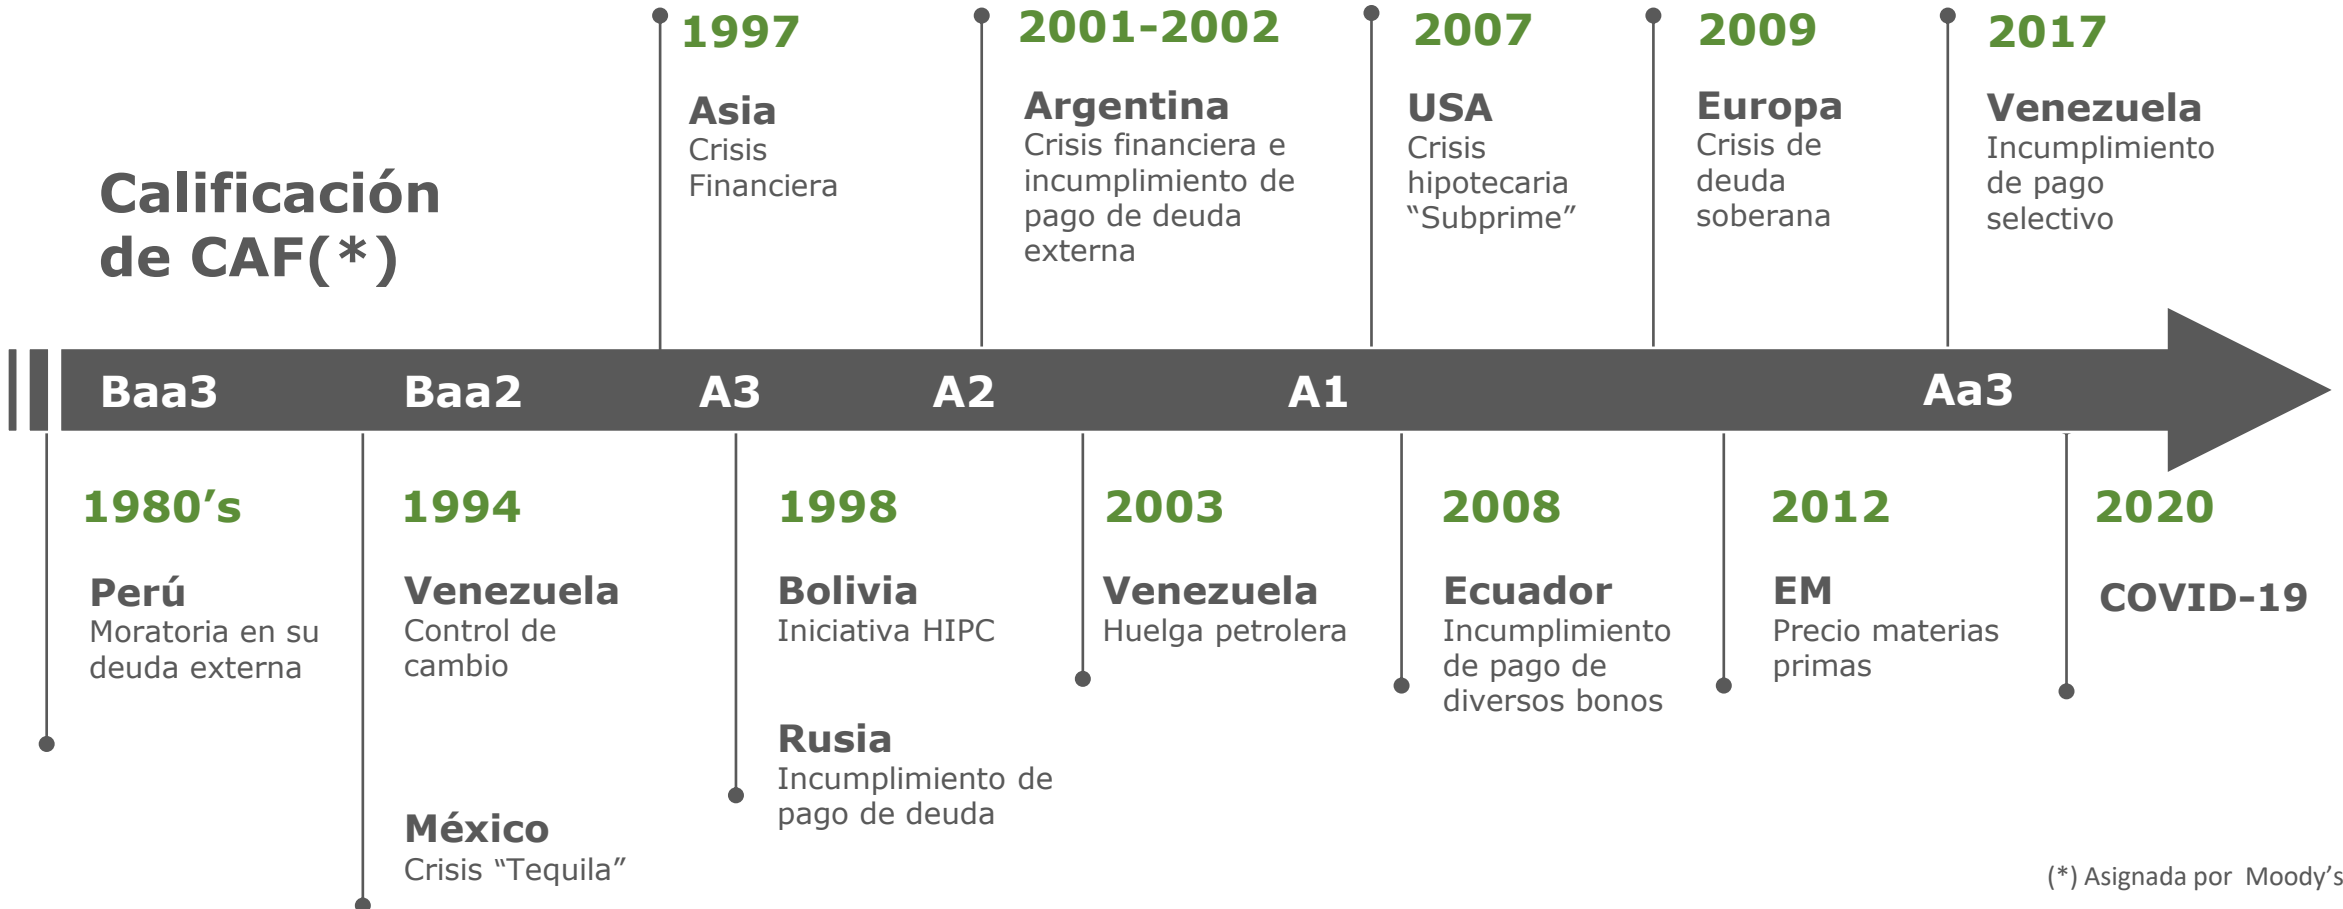 Calificación
de CAF(*)
1997
Asia
Crisis
Financiera
2001-2002
Argentina
Crisis financiera e
incumplimiento de
pago de deuda
externa
2007
USA
Crisis
hipotecaria
“Subprime”
2009
Europa
Crisis de
deuda
soberana
2017
Venezuela
Incumplimiento
de pago
selectivo
Baa3
Baa2
A3
A2
A1
Aa3
1980’s
Perú
Moratoria en su
deuda externa
1994
Venezuela
Control de
cambio
México
Crisis “Tequila”
1998
Bolivia
Iniciativa HIPC
Rusia
Incumplimiento de
pago de deuda
2003
Venezuela
Huelga petrolera
2008
Ecuador
Incumplimiento
de pago de
diversos bonos
2012
EM
Precio materias
primas
2020
COVID-19
(*) Asignada por Moody’s